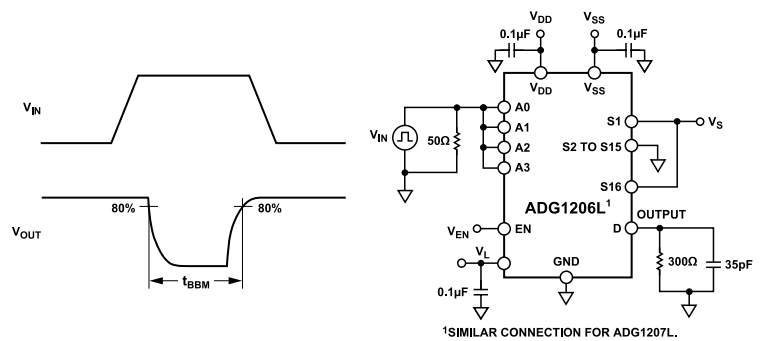 V_IN
V_OUT
80%
80%
t_BBM
V_DD
V_SS
0.1µF
0.1µF
V_DD
V_SS
V_IN
50Ω
A0
A1
A2
A3
S1
V_S
S2 TO S15
S16
ADG1206L¹
V_EN
EN
D
OUTPUT
V_L
GND
0.1µF
300Ω
35pF
¹SIMILAR CONNECTION FOR ADG1207L.